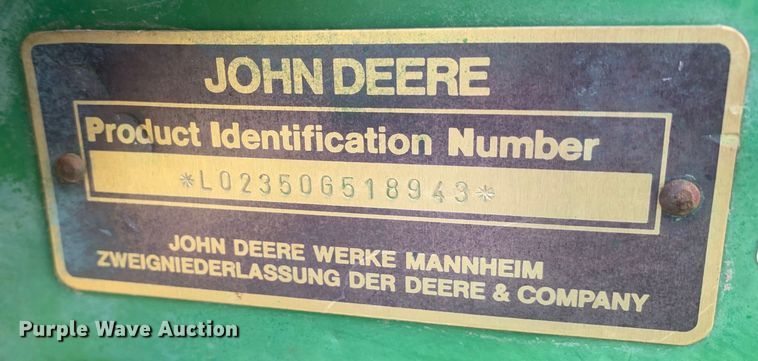 JOHN DEERE
Product Identification Number
*L02350G518943*
JOHN DEERE WERKE MANNHEIM
ZWEIGNIEDERLASSUNG DER DEERE & COMPANY
Purple Wave Auction